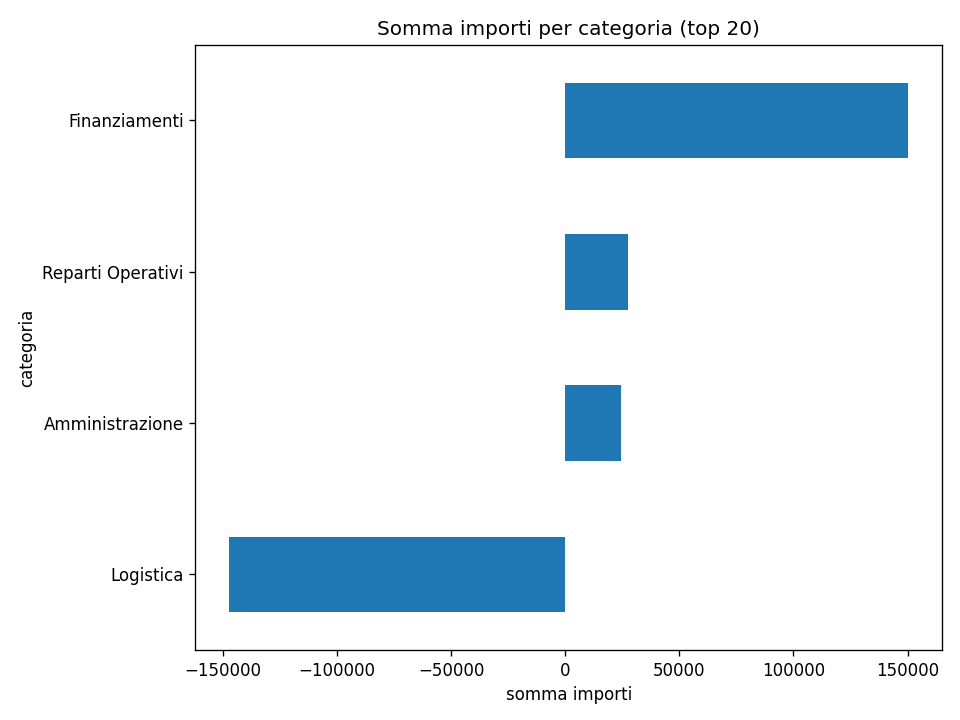 Somma importi per categoria (top 20)
Finanziamenti
Reparti Operativi
Amministrazione
Logistica
categoria
−150000 −100000 −50000 0 50000 100000 150000
somma importi